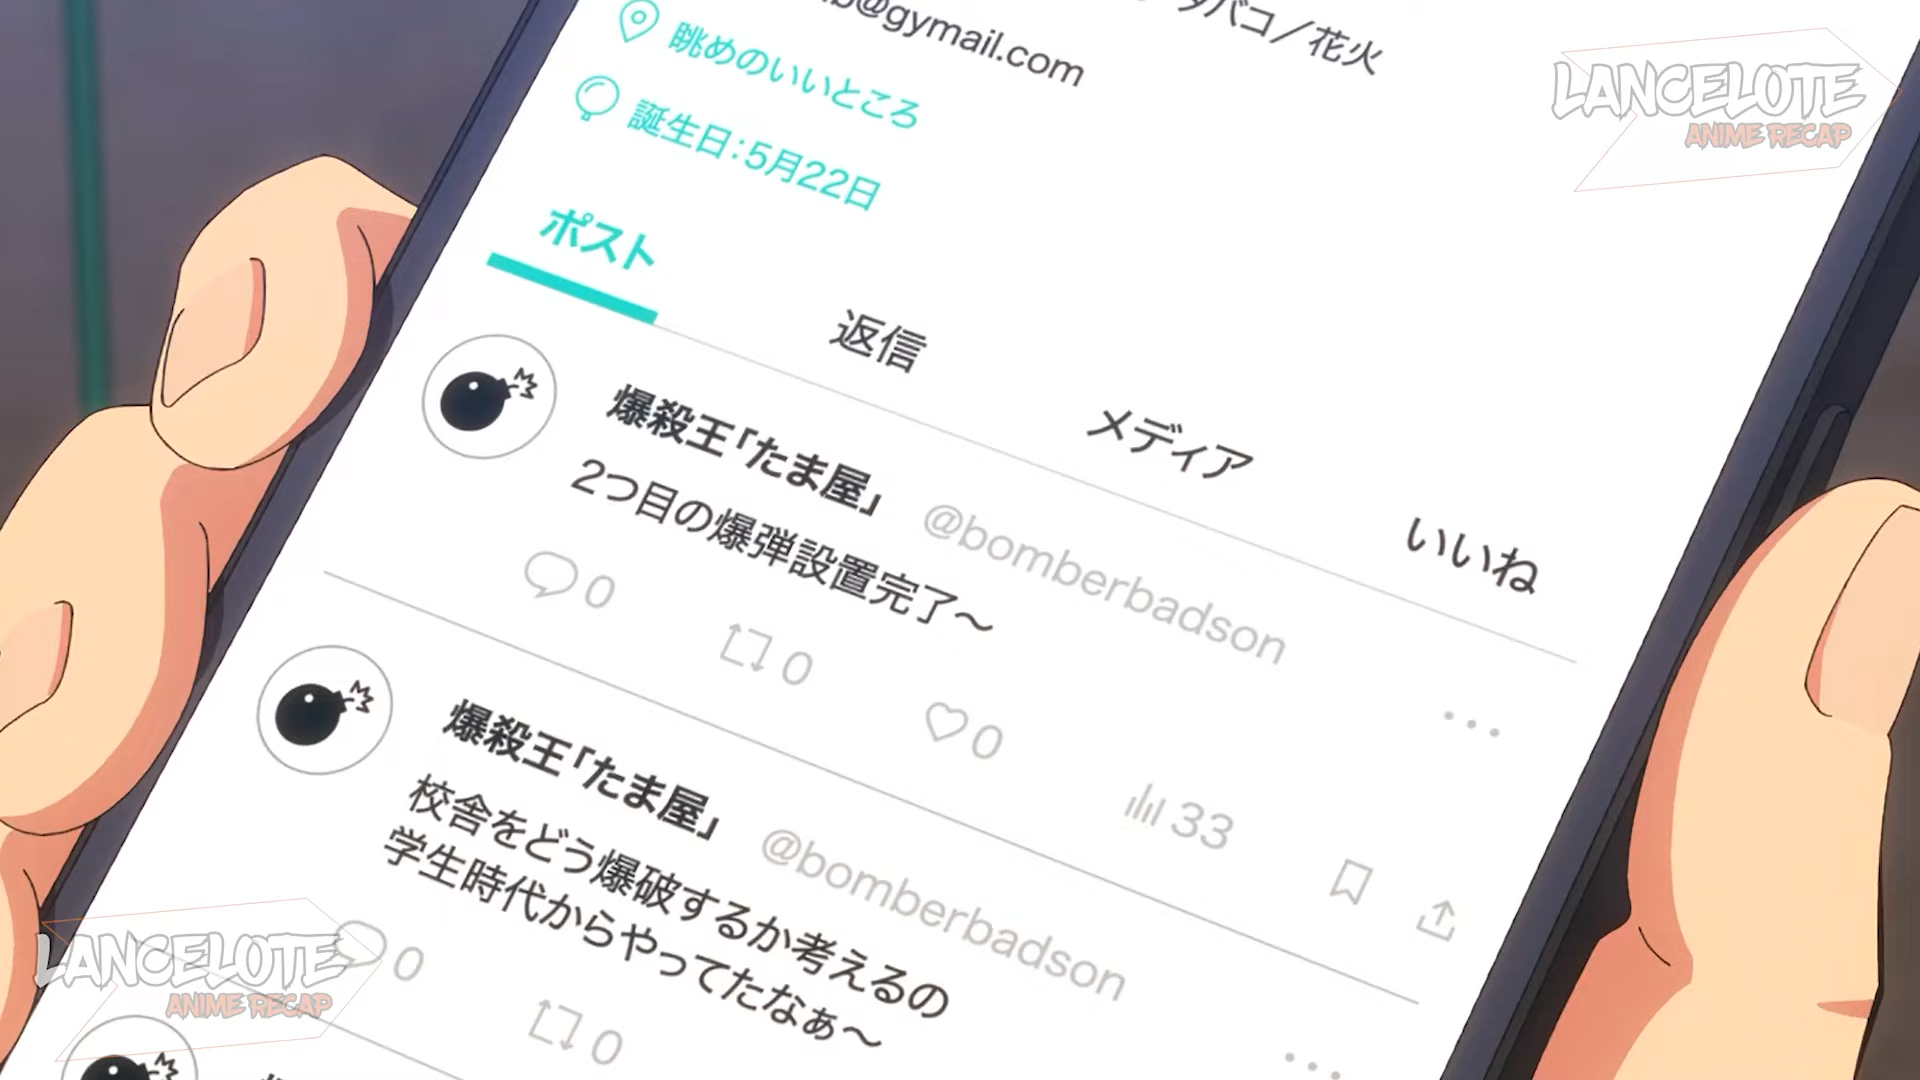 タバコ／花火
b@gymail.com
眺めのいいところ
誕生日：5月22日
ポスト
返信
メディア
いいね
爆殺王「たま屋」 @bomberbadson
2つ目の爆弾設置完了〜
0
0
0
33
爆殺王「たま屋」 @bomberbadson
校舎をどう爆破するか考えるの
学生時代からやってたなぁ〜
0
0
LANCELOTE
ANIME RECAP
LANCELOTE
ANIME RECAP